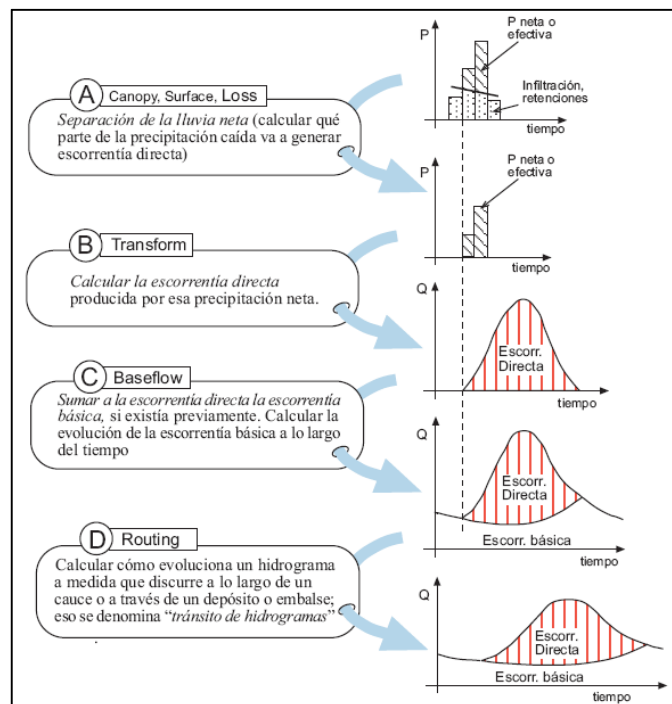 A Canopy, Surface, Loss
Separación de la lluvia neta (calcular qué
parte de la precipitación caída va a generar
escorrentía directa)
P
P neta o
efectiva
Infiltración,
retenciones
tiempo
P
P neta o
efectiva
tiempo
B Transform
Calcular la escorrentía directa
producida por esa precipitación neta.
Q
Escorr.
Directa
tiempo
C Baseflow
Sumar a la escorrentía directa la escorrentía
básica, si existía previamente. Calcular la
evolución de la escorrentía básica a lo largo
del tiempo
Q
Escorr.
Directa
Escorr. básica
tiempo
D Routing
Calcular cómo evoluciona un hidrograma
a medida que discurre a lo largo de un
cauce o a través de un depósito o embalse;
eso se denomina “tránsito de hidrogramas”
Q
Escorr.
Directa
Escorr. básica
tiempo